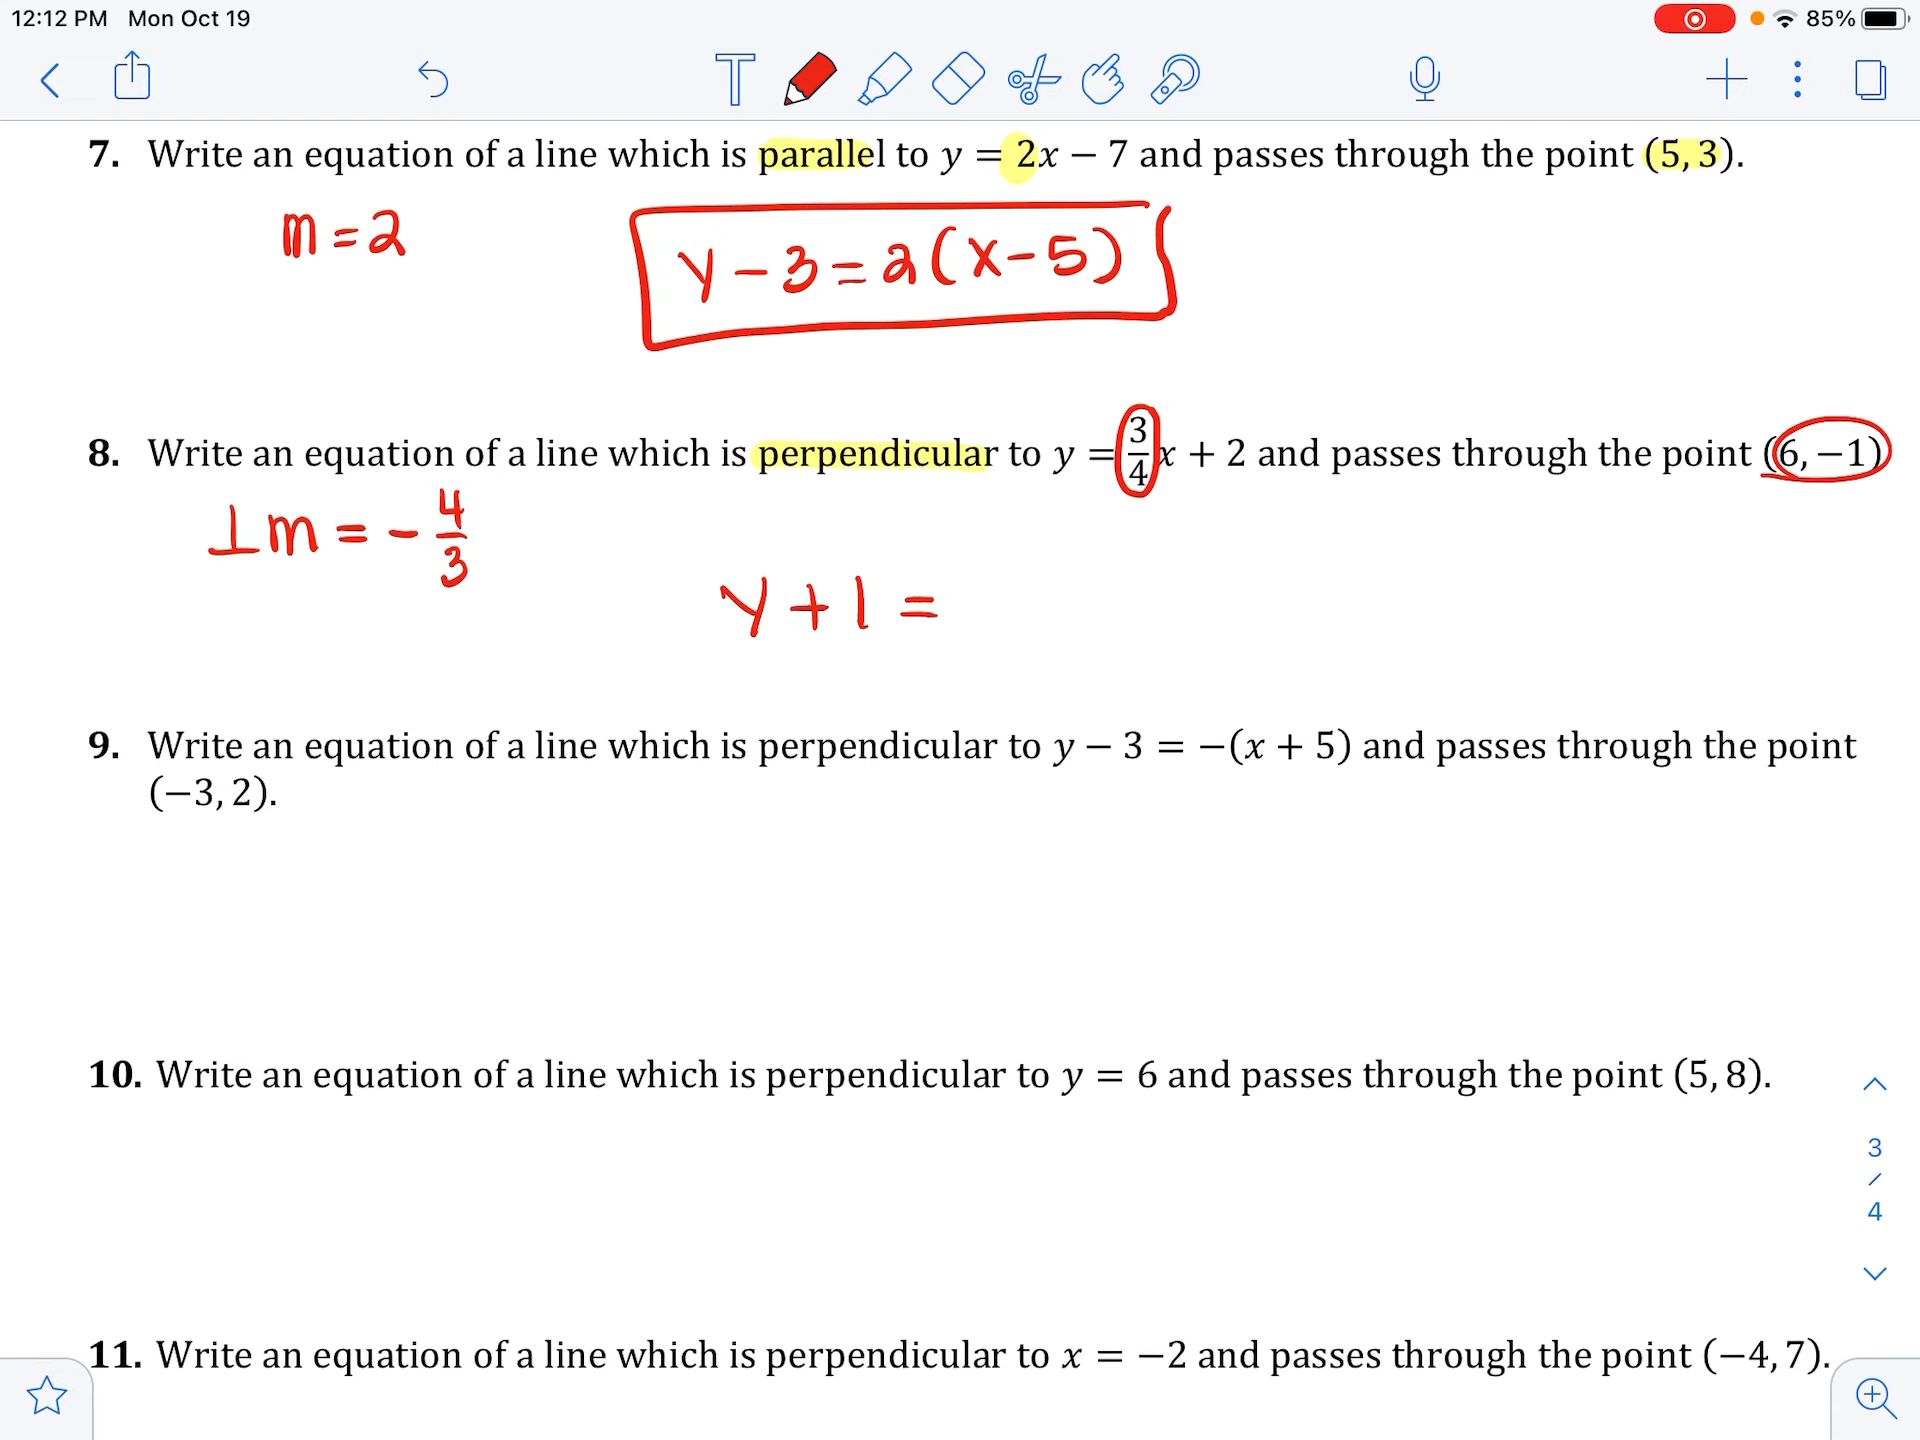 12:12 PM Mon Oct 19 85%
7. Write an equation of a line which is parallel to y = 2x − 7 and passes through the point (5, 3).
m = 2
y − 3 = 2(x − 5)
8. Write an equation of a line which is perpendicular to y = 3/4 x + 2 and passes through the point (6, −1)
⊥m = − 4/3
y + 1 =
9. Write an equation of a line which is perpendicular to y − 3 = −(x + 5) and passes through the point
(−3, 2).
10. Write an equation of a line which is perpendicular to y = 6 and passes through the point (5, 8).
3
/
4
11. Write an equation of a line which is perpendicular to x = −2 and passes through the point (−4, 7).